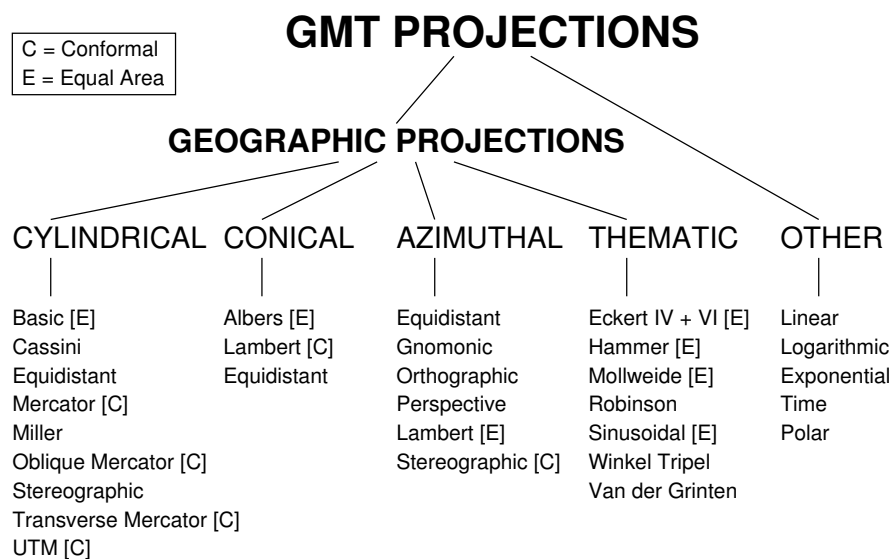 GMT PROJECTIONS
C = Conformal
E = Equal Area
GEOGRAPHIC PROJECTIONS
CYLINDRICAL
Basic [E]
Cassini
Equidistant
Mercator [C]
Miller
Oblique Mercator [C]
Stereographic
Transverse Mercator [C]
UTM [C]
CONICAL
Albers [E]
Lambert [C]
Equidistant
AZIMUTHAL
Equidistant
Gnomonic
Orthographic
Perspective
Lambert [E]
Stereographic [C]
THEMATIC
Eckert IV + VI [E]
Hammer [E]
Mollweide [E]
Robinson
Sinusoidal [E]
Winkel Tripel
Van der Grinten
OTHER
Linear
Logarithmic
Exponential
Time
Polar